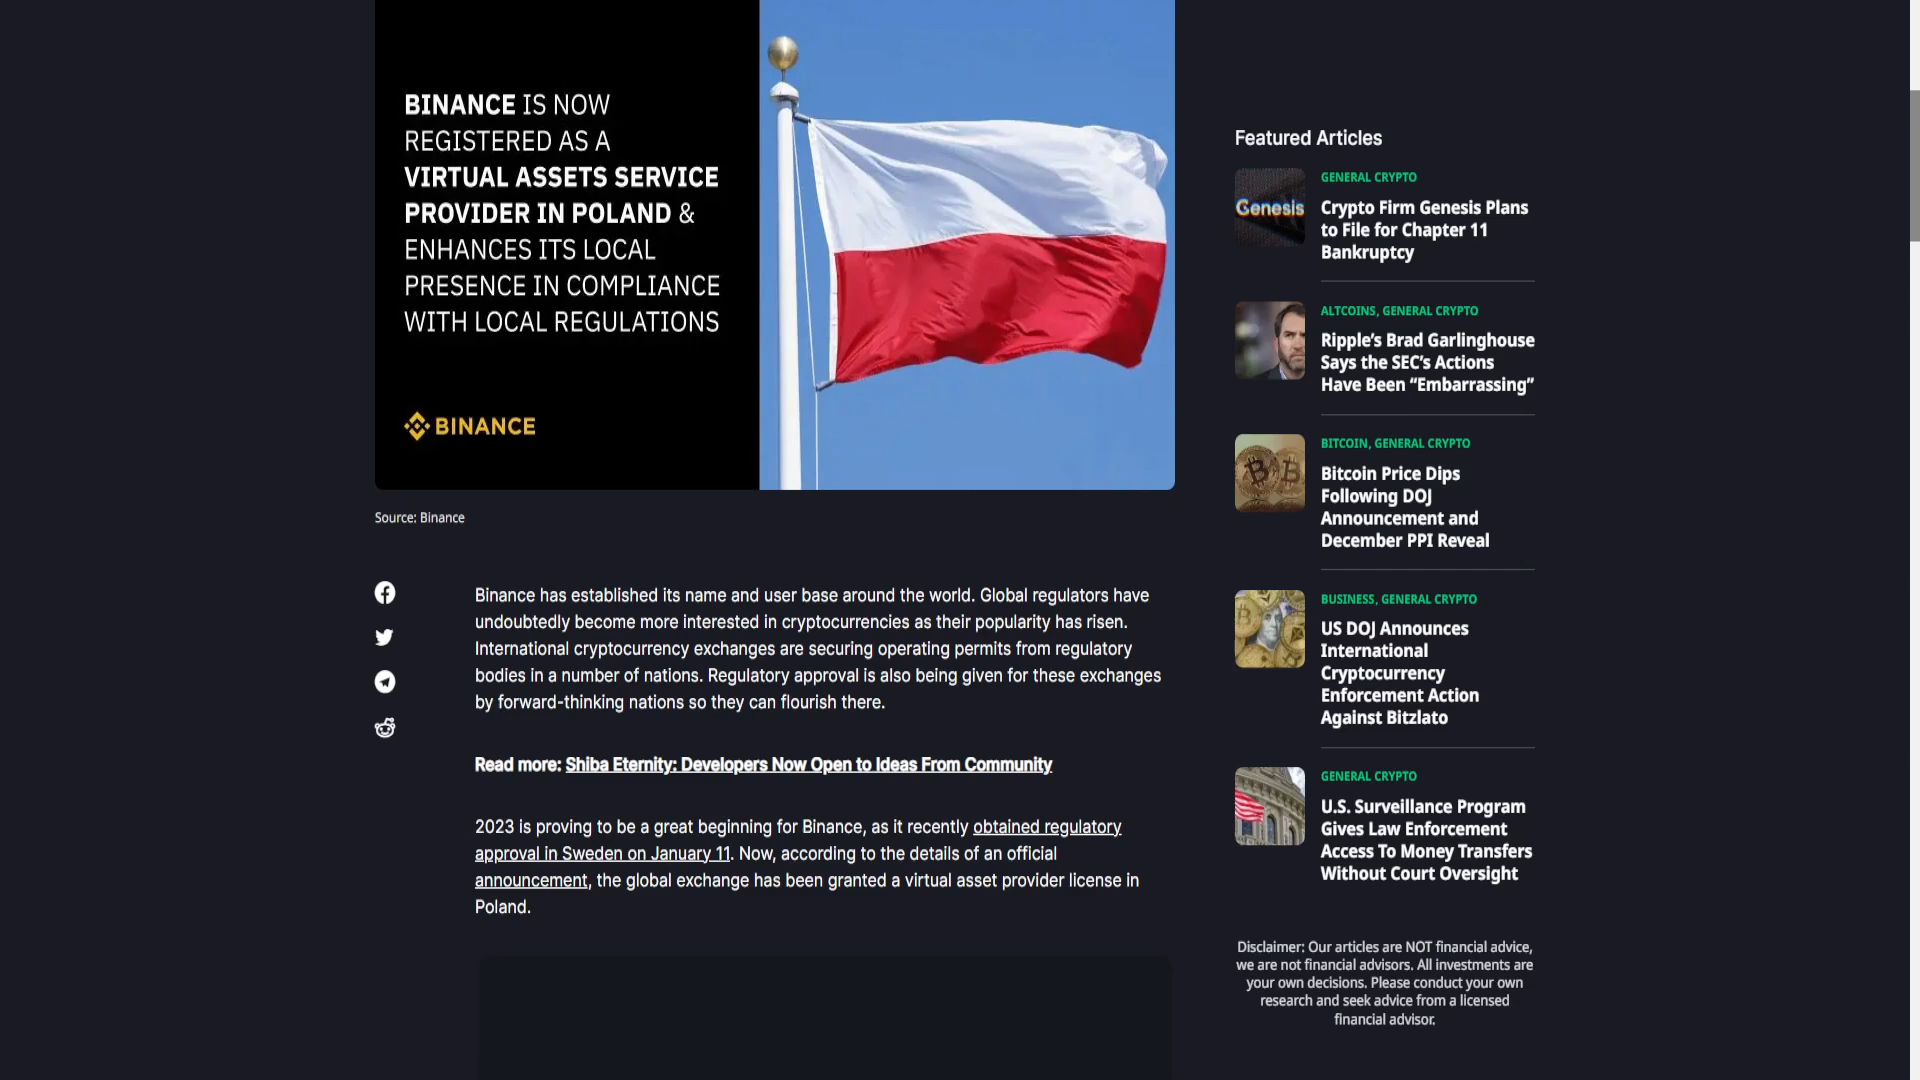 BINANCE IS NOW
REGISTERED AS A
VIRTUAL ASSETS SERVICE
PROVIDER IN POLAND &
ENHANCES ITS LOCAL
PRESENCE IN COMPLIANCE
WITH LOCAL REGULATIONS
BINANCE
Source: Binance
Binance has established its name and user base around the world. Global regulators have
undoubtedly become more interested in cryptocurrencies as their popularity has risen.
International cryptocurrency exchanges are securing operating permits from regulatory
bodies in a number of nations. Regulatory approval is also being given for these exchanges
by forward-thinking nations so they can flourish there.
Read more: Shiba Eternity: Developers Now Open to Ideas From Community
2023 is proving to be a great beginning for Binance, as it recently obtained regulatory
approval in Sweden on January 11. Now, according to the details of an official
announcement, the global exchange has been granted a virtual asset provider license in
Poland.
Featured Articles
Genesis
GENERAL CRYPTO
Crypto Firm Genesis Plans
to File for Chapter 11
Bankruptcy
ALTCOINS, GENERAL CRYPTO
Ripple’s Brad Garlinghouse
Says the SEC’s Actions
Have Been “Embarrassing”
BITCOIN, GENERAL CRYPTO
Bitcoin Price Dips
Following DOJ
Announcement and
December PPI Reveal
BUSINESS, GENERAL CRYPTO
US DOJ Announces
International
Cryptocurrency
Enforcement Action
Against Bitzlato
GENERAL CRYPTO
U.S. Surveillance Program
Gives Law Enforcement
Access To Money Transfers
Without Court Oversight
Disclaimer: Our articles are NOT financial advice,
we are not financial advisors. All investments are
your own decisions. Please conduct your own
research and seek advice from a licensed
financial advisor.